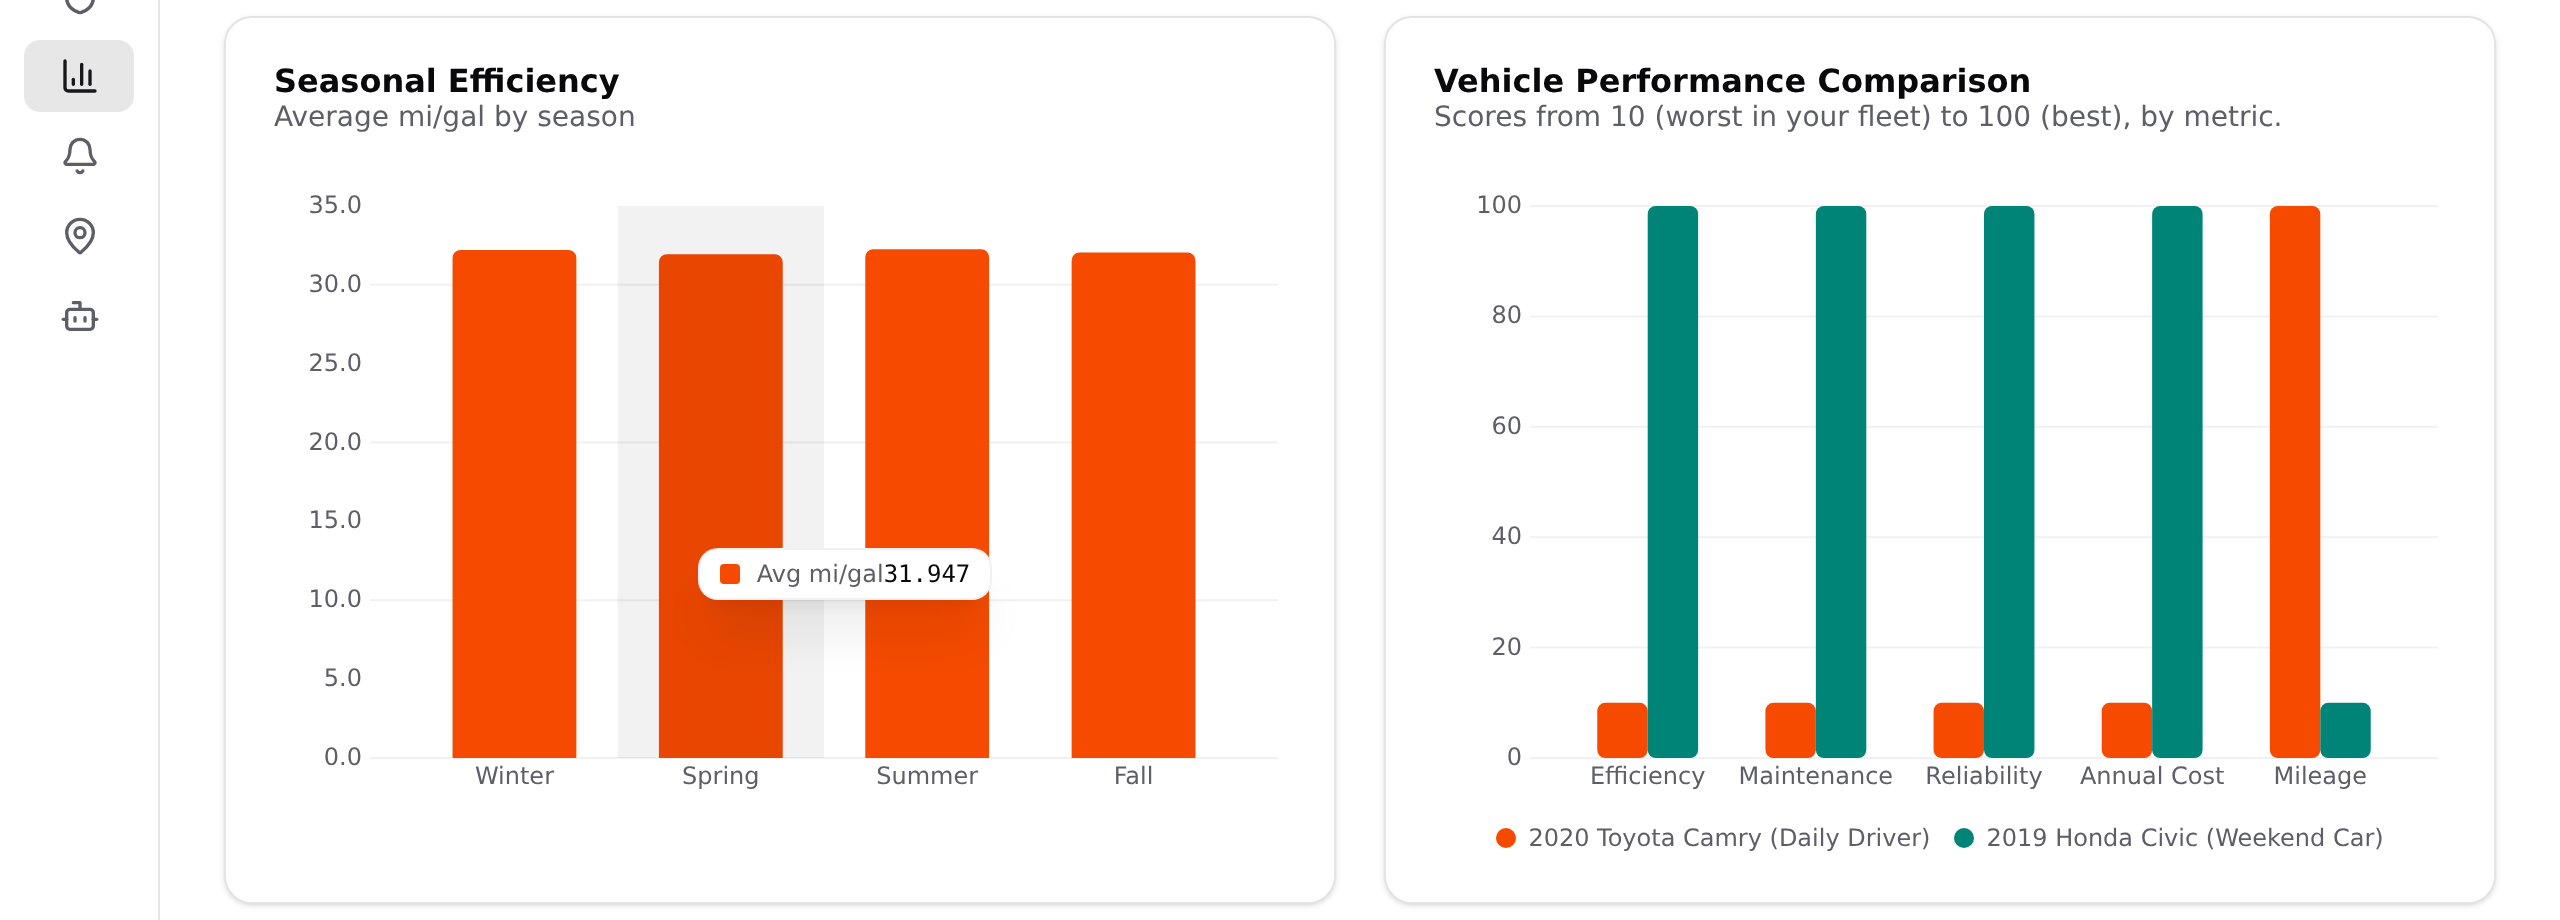 Seasonal Efficiency
Average mi/gal by season
35.0
30.0
25.0
20.0
15.0
10.0
5.0
0.0
Avg mi/gal31.947
Winter Spring Summer Fall
Vehicle Performance Comparison
Scores from 10 (worst in your fleet) to 100 (best), by metric.
100
80
60
40
20
0
Efficiency Maintenance Reliability Annual Cost Mileage
2020 Toyota Camry (Daily Driver) 2019 Honda Civic (Weekend Car)